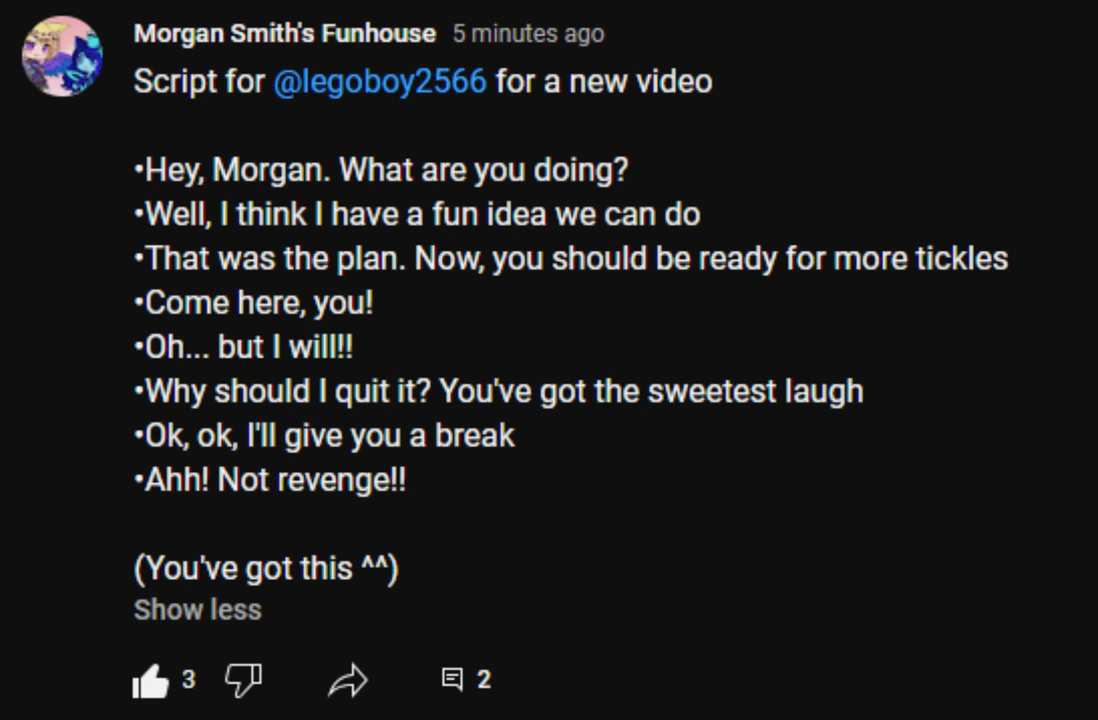 Morgan Smith's Funhouse 5 minutes ago
Script for @legoboy2566 for a new video
•Hey, Morgan. What are you doing?
•Well, I think I have a fun idea we can do
•That was the plan. Now, you should be ready for more tickles
•Come here, you!
•Oh... but I will!!
•Why should I quit it? You've got the sweetest laugh
•Ok, ok, I'll give you a break
•Ahh! Not revenge!!
(You've got this ^^)
Show less
3 2